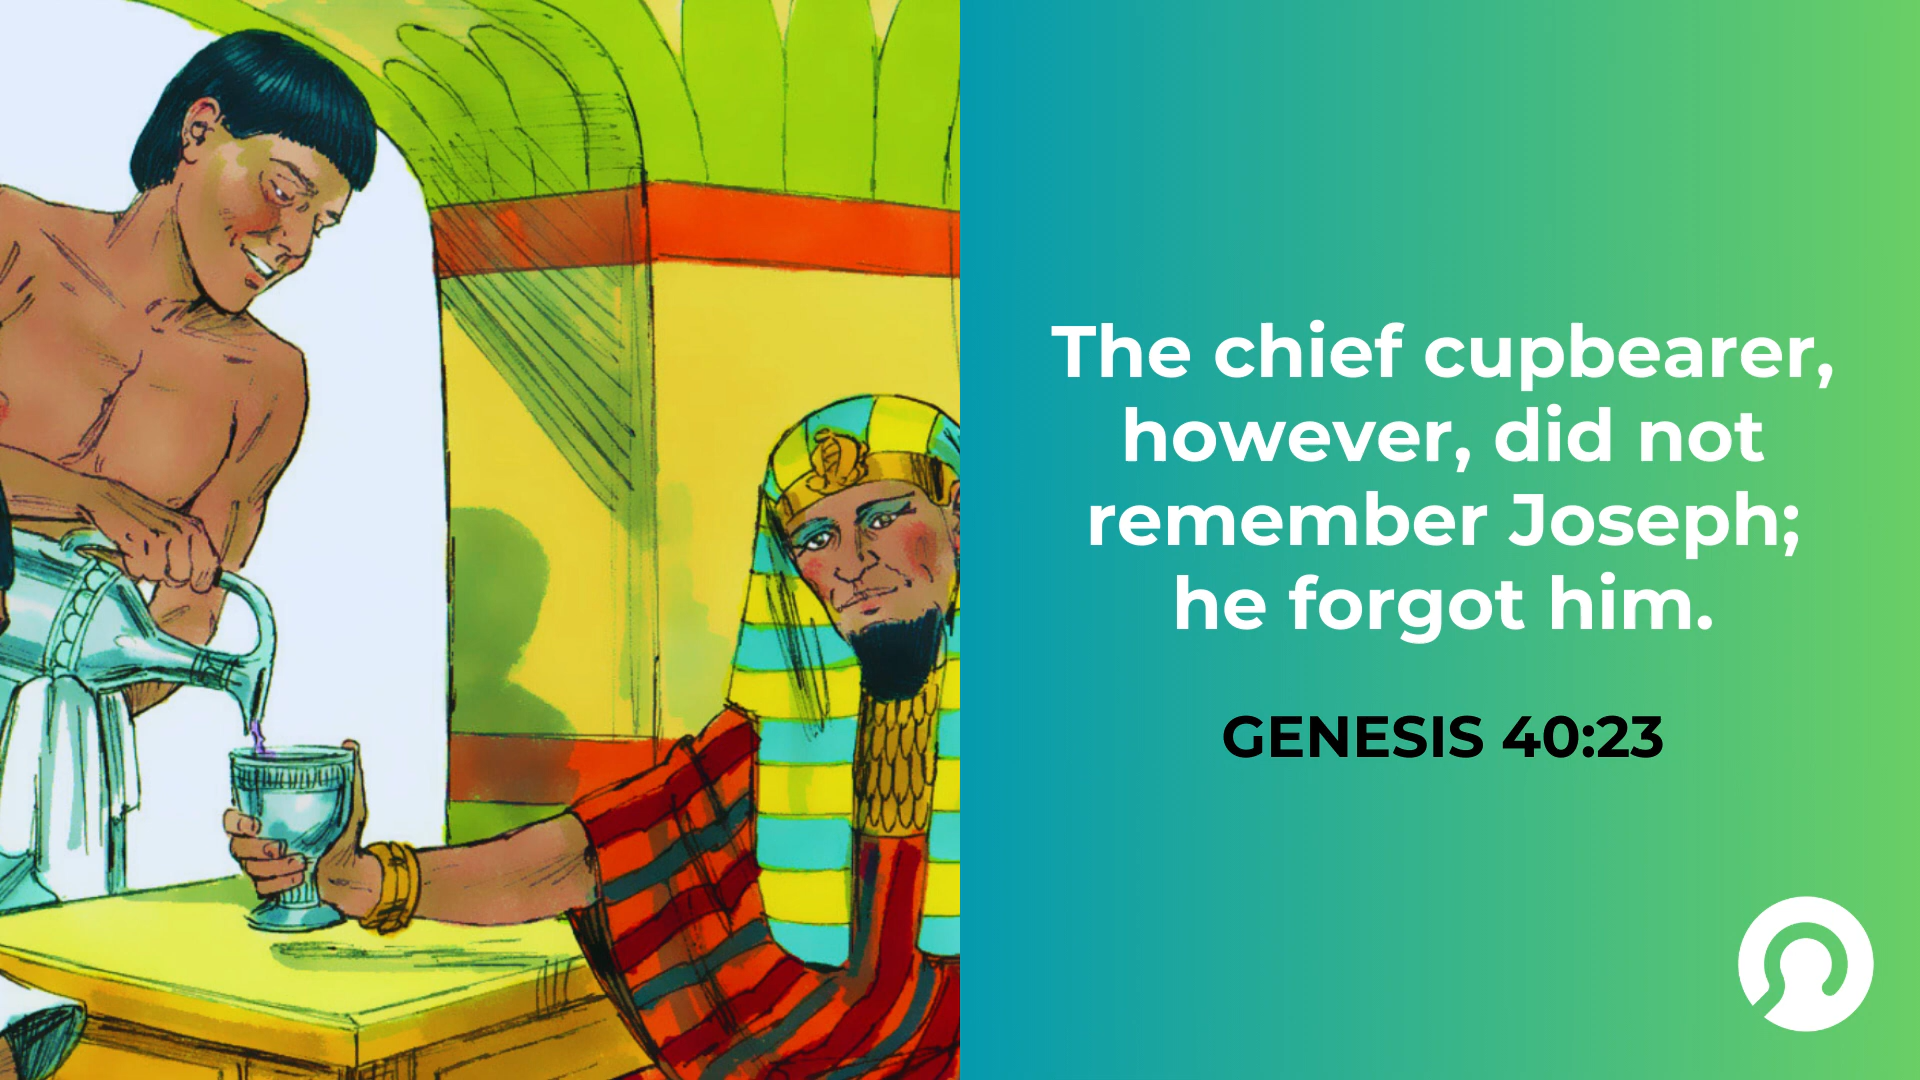 The chief cupbearer,
however, did not
remember Joseph;
he forgot him.
GENESIS 40:23